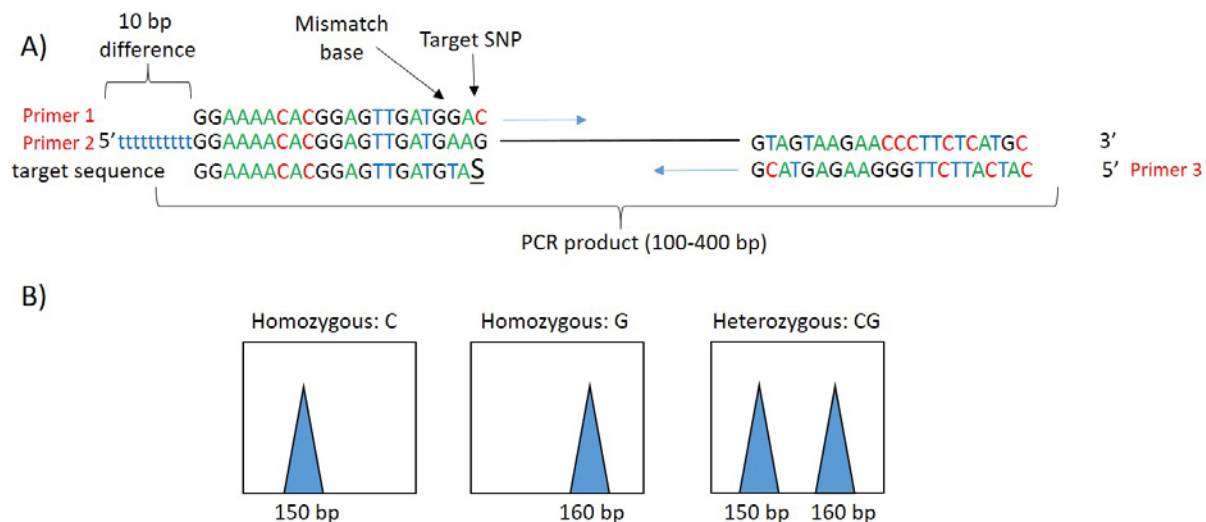 A)
10 bp
difference
Mismatch
base
Target SNP
Primer 1 GGAAAACACGGAGTTGATGGAC
Primer 2 5’ ttttttttttGGAAAACACGGAGTTGATGAAG GTAGTAAGAACCCTTCTCATGC 3’
target sequence GGAAAACACGGAGTTGATGTAS GCATGAGAAGGGTTCTTACTAC 5’ Primer 3
PCR product (100-400 bp)
B)
Homozygous: C Homozygous: G Heterozygous: CG
150 bp 160 bp 150 bp 160 bp